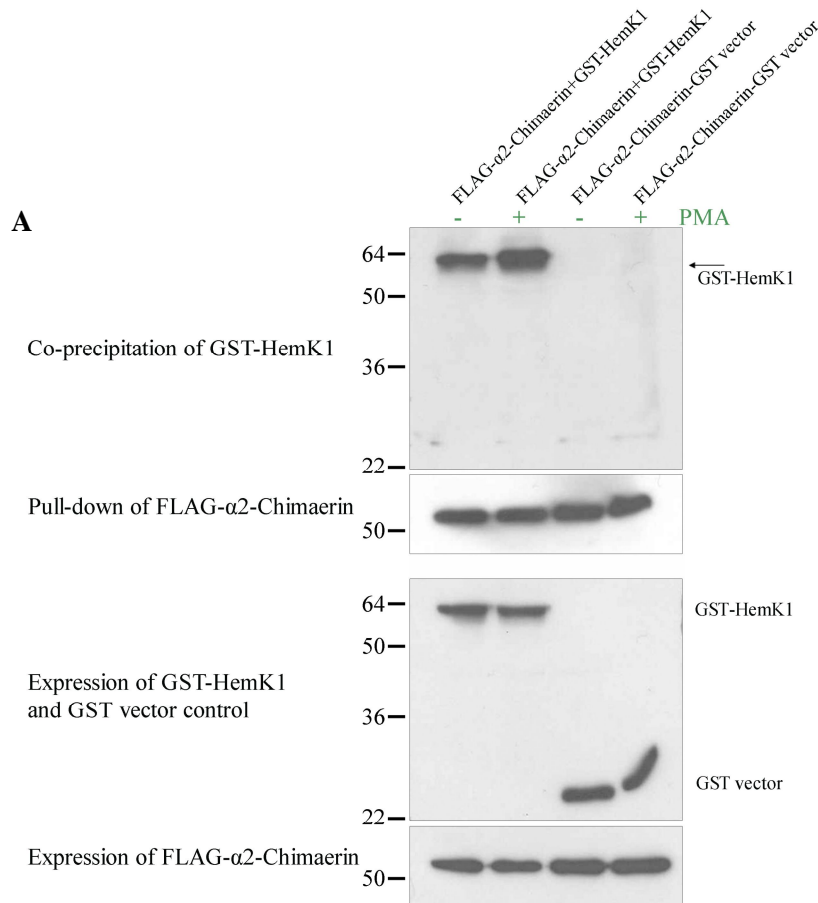 FLAG-α2-Chimaerin+GST-HemK1
FLAG-α2-Chimaerin+GST-HemK1
FLAG-α2-Chimaerin-GST vector
FLAG-α2-Chimaerin-GST vector
A
- + - + PMA
64
50
36
22
GST-HemK1
Co-precipitation of GST-HemK1
Pull-down of FLAG-α2-Chimaerin
50
64
50
36
22
GST-HemK1
Expression of GST-HemK1
and GST vector control
GST vector
Expression of FLAG-α2-Chimaerin
50